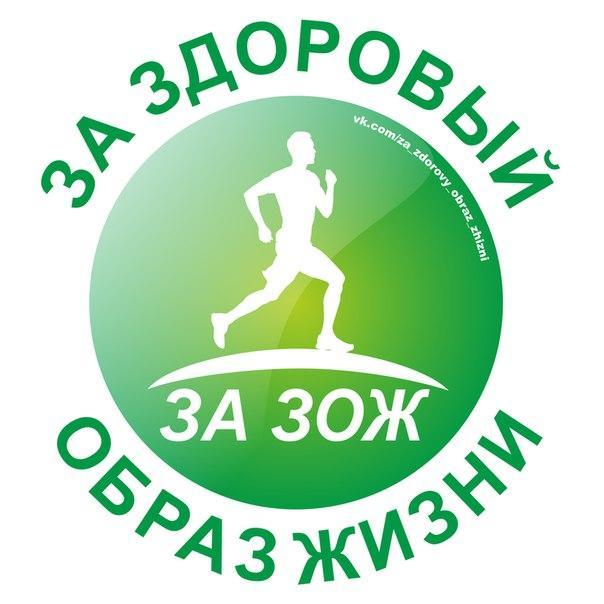 ЗА ЗДОРОВЫЙ
vk.com/za_zdorovy_obraz_zhizni
ЗА ЗОЖ
ОБРАЗ ЖИЗНИ